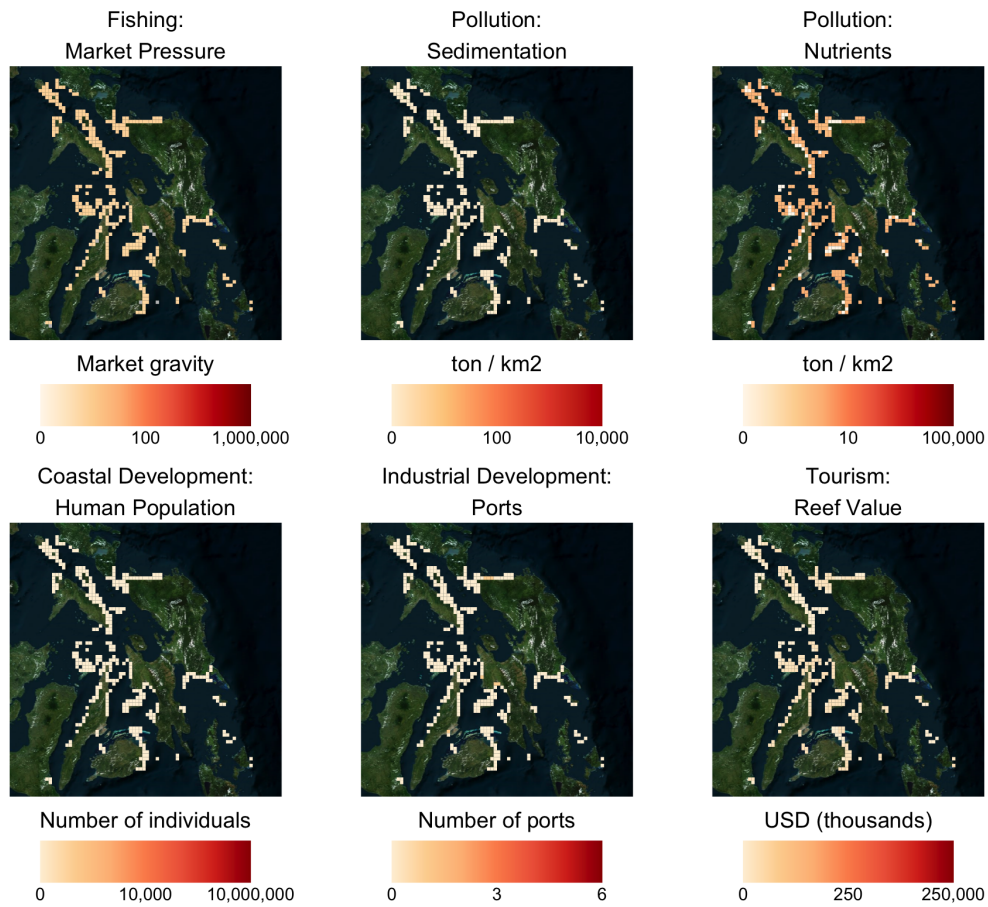 Fishing:
Market Pressure
Pollution:
Sedimentation
Pollution:
Nutrients
Market gravity
0 100 1,000,000
ton / km2
0 100 10,000
ton / km2
0 10 100,000
Coastal Development:
Human Population
Industrial Development:
Ports
Tourism:
Reef Value
Number of individuals
0 10,000 10,000,000
Number of ports
0 3 6
USD (thousands)
0 250 250,000